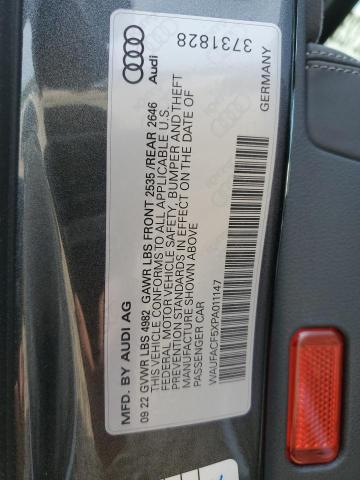 MFD. BY AUDI AG
09 22 GVWR LBS 4982 GAWR LBS FRONT 2535 /REAR 2646
THIS VEHICLE CONFORMS TO ALL APPLICABLE
FEDERAL MOTOR VEHICLE SAFETY, BUMPER AND THEFT
PREVENTION STANDARDS IN EFFECT ON THE DATE OF
MANUFACTURE SHOWN ABOVE
PASSENGER CAR
WAUFACF5XPA011147
Audi
3731828
GERMANY